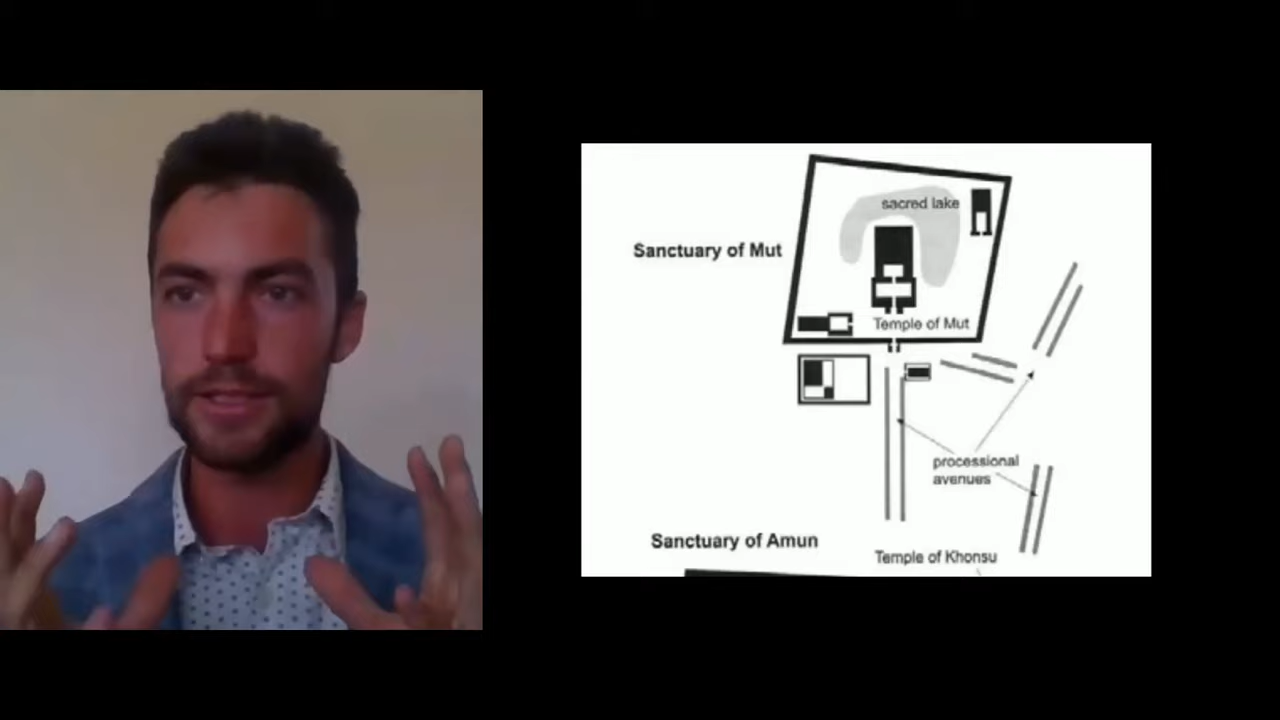 sacred lake
Sanctuary of Mut
Temple of Mut
processional
avenues
Sanctuary of Amun
Temple of Khonsu